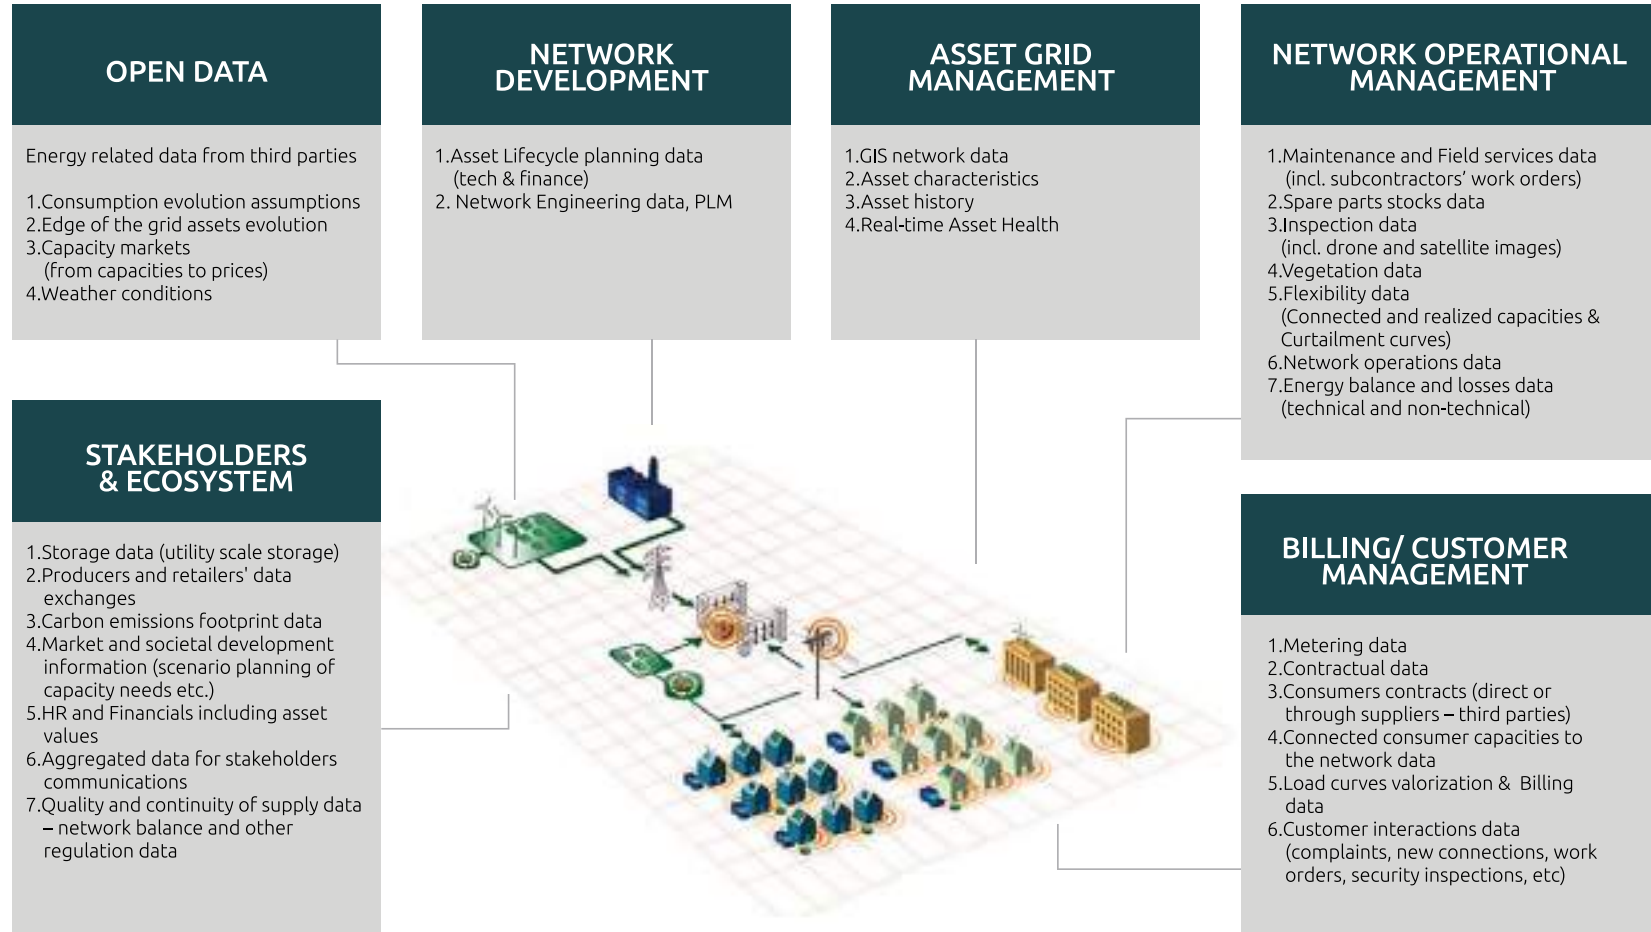 OPEN DATA
Energy related data from third parties
1.Consumption evolution assumptions
2.Edge of the grid assets evolution
3.Capacity markets
(from capacities to prices)
4.Weather conditions
NETWORK
DEVELOPMENT
1.Asset Lifecycle planning data
(tech & finance)
2. Network Engineering data, PLM
ASSET GRID
MANAGEMENT
1.GIS network data
2.Asset characteristics
3.Asset history
4.Real-time Asset Health
NETWORK OPERATIONAL
MANAGEMENT
1.Maintenance and Field services data
(incl. subcontractors’ work orders)
2.Spare parts stocks data
3.Inspection data
(incl. drone and satellite images)
4.Vegetation data
5.Flexibility data
(Connected and realized capacities &
Curtailment curves)
6.Network operations data
7.Energy balance and losses data
(technical and non-technical)
STAKEHOLDERS
& ECOSYSTEM
1.Storage data (utility scale storage)
2.Producers and retailers' data
exchanges
3.Carbon emissions footprint data
4.Market and societal development
information (scenario planning of
capacity needs etc.)
5.HR and Financials including asset
values
6.Aggregated data for stakeholders
communications
7.Quality and continuity of supply data
– network balance and other
regulation data
BILLING/ CUSTOMER
MANAGEMENT
1.Metering data
2.Contractual data
3.Consumers contracts (direct or
through suppliers – third parties)
4.Connected consumer capacities to
the network data
5.Load curves valorization & Billing
data
6.Customer interactions data
(complaints, new connections, work
orders, security inspections, etc)